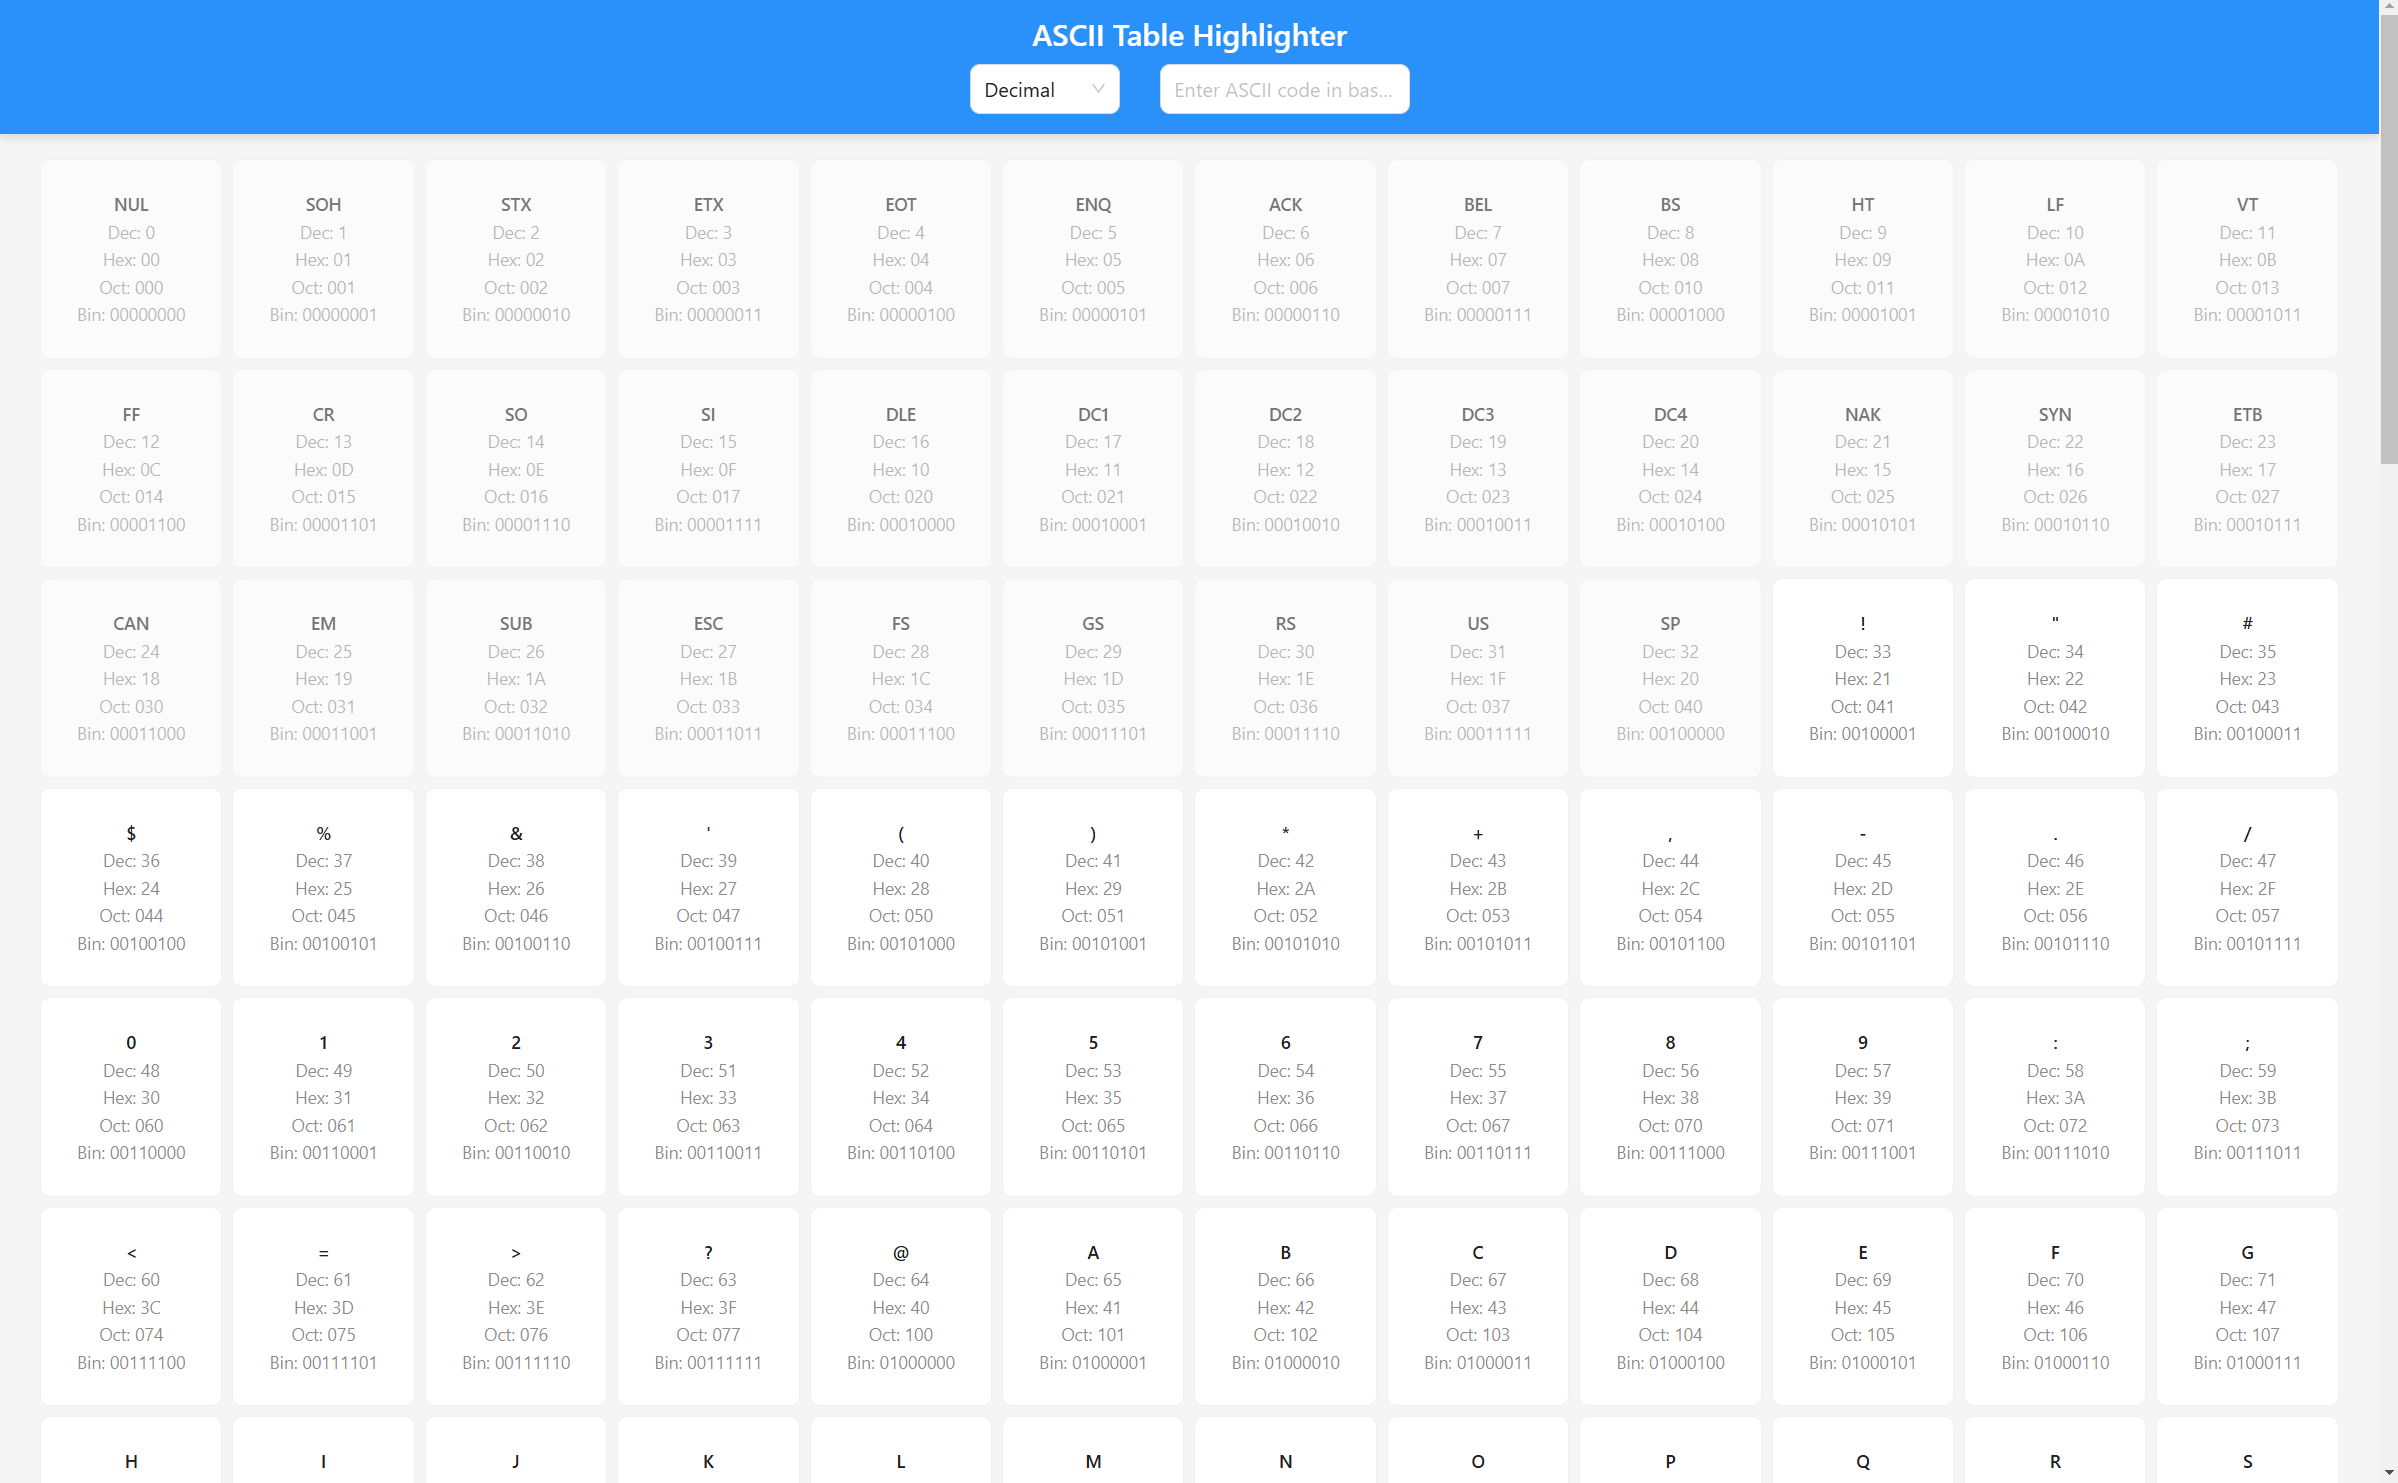 ASCII Table Highlighter
Decimal Enter ASCII code in bas...
NUL SOH STX ETX EOT ENQ ACK BEL BS HT LF VT
Dec: 0 Dec: 1 Dec: 2 Dec: 3 Dec: 4 Dec: 5 Dec: 6 Dec: 7 Dec: 8 Dec: 9 Dec: 10 Dec: 11
Hex: 00 Hex: 01 Hex: 02 Hex: 03 Hex: 04 Hex: 05 Hex: 06 Hex: 07 Hex: 08 Hex: 09 Hex: 0A Hex: 0B
Oct: 000 Oct: 001 Oct: 002 Oct: 003 Oct: 004 Oct: 005 Oct: 006 Oct: 007 Oct: 010 Oct: 011 Oct: 012 Oct: 013
Bin: 00000000 Bin: 00000001 Bin: 00000010 Bin: 00000011 Bin: 00000100 Bin: 00000101 Bin: 00000110 Bin: 00000111 Bin: 00001000 Bin: 00001001 Bin: 00001010 Bin: 00001011
FF CR SO SI DLE DC1 DC2 DC3 DC4 NAK SYN ETB
Dec: 12 Dec: 13 Dec: 14 Dec: 15 Dec: 16 Dec: 17 Dec: 18 Dec: 19 Dec: 20 Dec: 21 Dec: 22 Dec: 23
Hex: 0C Hex: 0D Hex: 0E Hex: 0F Hex: 10 Hex: 11 Hex: 12 Hex: 13 Hex: 14 Hex: 15 Hex: 16 Hex: 17
Oct: 014 Oct: 015 Oct: 016 Oct: 017 Oct: 020 Oct: 021 Oct: 022 Oct: 023 Oct: 024 Oct: 025 Oct: 026 Oct: 027
Bin: 00001100 Bin: 00001101 Bin: 00001110 Bin: 00001111 Bin: 00010000 Bin: 00010001 Bin: 00010010 Bin: 00010011 Bin: 00010100 Bin: 00010101 Bin: 00010110 Bin: 00010111
CAN EM SUB ESC FS GS RS US SP ! " #
Dec: 24 Dec: 25 Dec: 26 Dec: 27 Dec: 28 Dec: 29 Dec: 30 Dec: 31 Dec: 32 Dec: 33 Dec: 34 Dec: 35
Hex: 18 Hex: 19 Hex: 1A Hex: 1B Hex: 1C Hex: 1D Hex: 1E Hex: 1F Hex: 20 Hex: 21 Hex: 22 Hex: 23
Oct: 030 Oct: 031 Oct: 032 Oct: 033 Oct: 034 Oct: 035 Oct: 036 Oct: 037 Oct: 040 Oct: 041 Oct: 042 Oct: 043
Bin: 00011000 Bin: 00011001 Bin: 00011010 Bin: 00011011 Bin: 00011100 Bin: 00011101 Bin: 00011110 Bin: 00011111 Bin: 00100000 Bin: 00100001 Bin: 00100010 Bin: 00100011
$ % & ' ( ) * + , - . /
Dec: 36 Dec: 37 Dec: 38 Dec: 39 Dec: 40 Dec: 41 Dec: 42 Dec: 43 Dec: 44 Dec: 45 Dec: 46 Dec: 47
Hex: 24 Hex: 25 Hex: 26 Hex: 27 Hex: 28 Hex: 29 Hex: 2A Hex: 2B Hex: 2C Hex: 2D Hex: 2E Hex: 2F
Oct: 044 Oct: 045 Oct: 046 Oct: 047 Oct: 050 Oct: 051 Oct: 052 Oct: 053 Oct: 054 Oct: 055 Oct: 056 Oct: 057
Bin: 00100100 Bin: 00100101 Bin: 00100110 Bin: 00100111 Bin: 00101000 Bin: 00101001 Bin: 00101010 Bin: 00101011 Bin: 00101100 Bin: 00101101 Bin: 00101110 Bin: 00101111
0 1 2 3 4 5 6 7 8 9 : ;
Dec: 48 Dec: 49 Dec: 50 Dec: 51 Dec: 52 Dec: 53 Dec: 54 Dec: 55 Dec: 56 Dec: 57 Dec: 58 Dec: 59
Hex: 30 Hex: 31 Hex: 32 Hex: 33 Hex: 34 Hex: 35 Hex: 36 Hex: 37 Hex: 38 Hex: 39 Hex: 3A Hex: 3B
Oct: 060 Oct: 061 Oct: 062 Oct: 063 Oct: 064 Oct: 065 Oct: 066 Oct: 067 Oct: 070 Oct: 071 Oct: 072 Oct: 073
Bin: 00110000 Bin: 00110001 Bin: 00110010 Bin: 00110011 Bin: 00110100 Bin: 00110101 Bin: 00110110 Bin: 00110111 Bin: 00111000 Bin: 00111001 Bin: 00111010 Bin: 00111011
< = > ? @ A B C D E F G
Dec: 60 Dec: 61 Dec: 62 Dec: 63 Dec: 64 Dec: 65 Dec: 66 Dec: 67 Dec: 68 Dec: 69 Dec: 70 Dec: 71
Hex: 3C Hex: 3D Hex: 3E Hex: 3F Hex: 40 Hex: 41 Hex: 42 Hex: 43 Hex: 44 Hex: 45 Hex: 46 Hex: 47
Oct: 074 Oct: 075 Oct: 076 Oct: 077 Oct: 100 Oct: 101 Oct: 102 Oct: 103 Oct: 104 Oct: 105 Oct: 106 Oct: 107
Bin: 00111100 Bin: 00111101 Bin: 00111110 Bin: 00111111 Bin: 01000000 Bin: 01000001 Bin: 01000010 Bin: 01000011 Bin: 01000100 Bin: 01000101 Bin: 01000110 Bin: 01000111
H I J K L M N O P Q R S